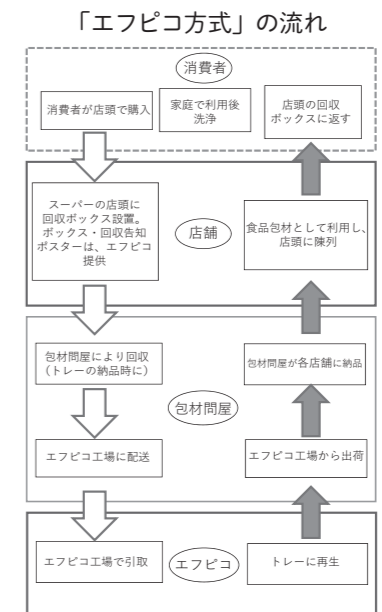 「エフピコ方式」の流れ
消費者
消費者が店頭で購入
家庭で利用後
洗浄
店頭の回収
ボックスに返す
スーパーの店頭に
回収ボックス設置。
ボックス・回収告知
ポスターは、エフピコ
提供
店舗
食品包材として利用し、
店頭に陳列
包材問屋により回収
（トレーの納品時に）
包材問屋が各店舗に納品
包材問屋
エフピコ工場に配送
エフピコ工場から出荷
エフピコ工場で引取
エフピコ
トレーに再生